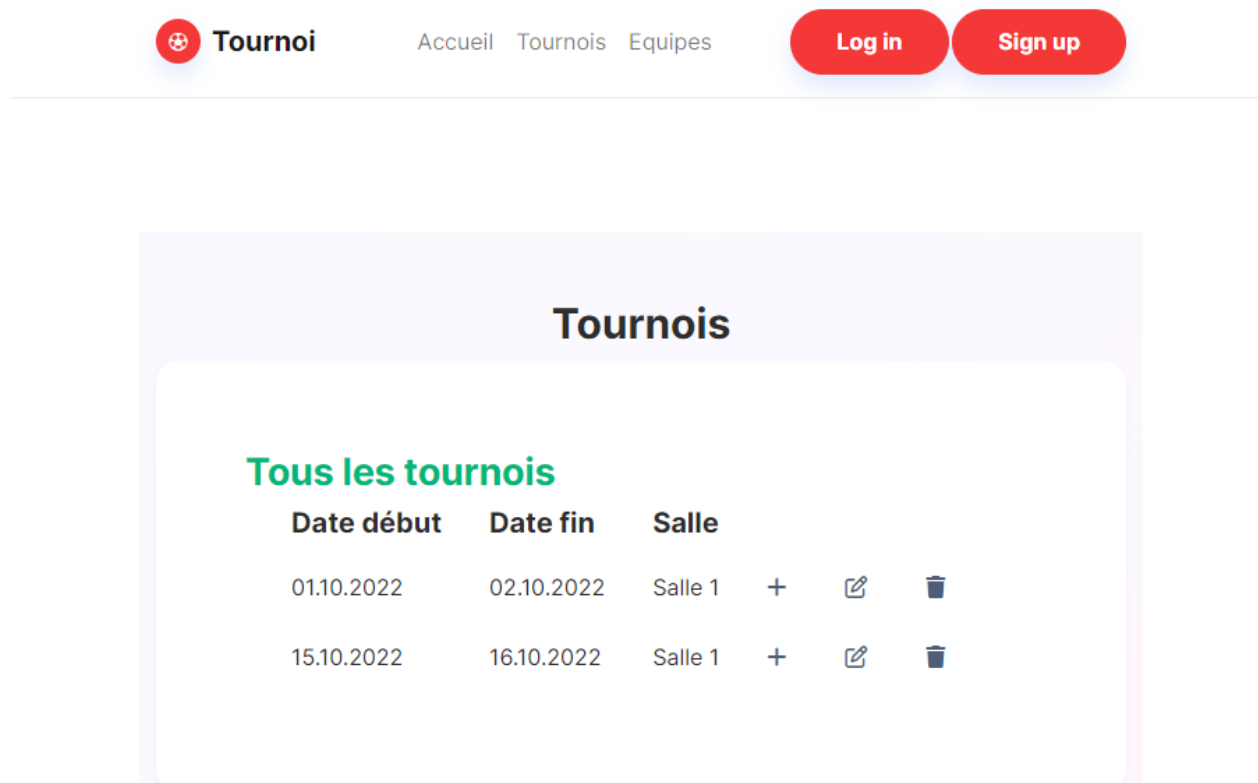 Tournoi Accueil Tournois Equipes Log in Sign up
Tournois
Tous les tournois
Date début Date fin Salle
01.10.2022 02.10.2022 Salle 1
15.10.2022 16.10.2022 Salle 1